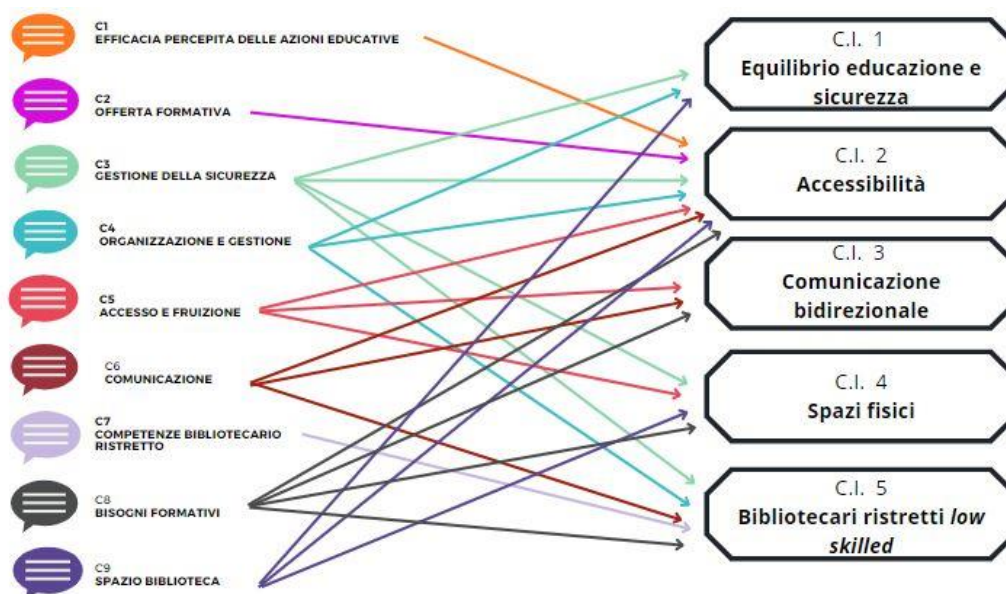 C1
EFFICACIA PERCEPITA DELLE AZIONI EDUCATIVE
C2
OFFERTA FORMATIVA
C3
GESTIONE DELLA SICUREZZA
C4
ORGANIZZAZIONE E GESTIONE
C5
ACCESSO E FRUIZIONE
C6
COMUNICAZIONE
C7
COMPETENZE BIBLIOTECARIO
RISTRETTO
C8
BISOGNI FORMATIVI
C9
SPAZIO BIBLIOTECA
C.I. 1
Equilibrio educazione e
sicurezza
C.I. 2
Accessibilità
C.I. 3
Comunicazione
bidirezionale
C.I. 4
Spazi fisici
C.I. 5
Bibliotecari ristretti low
skilled